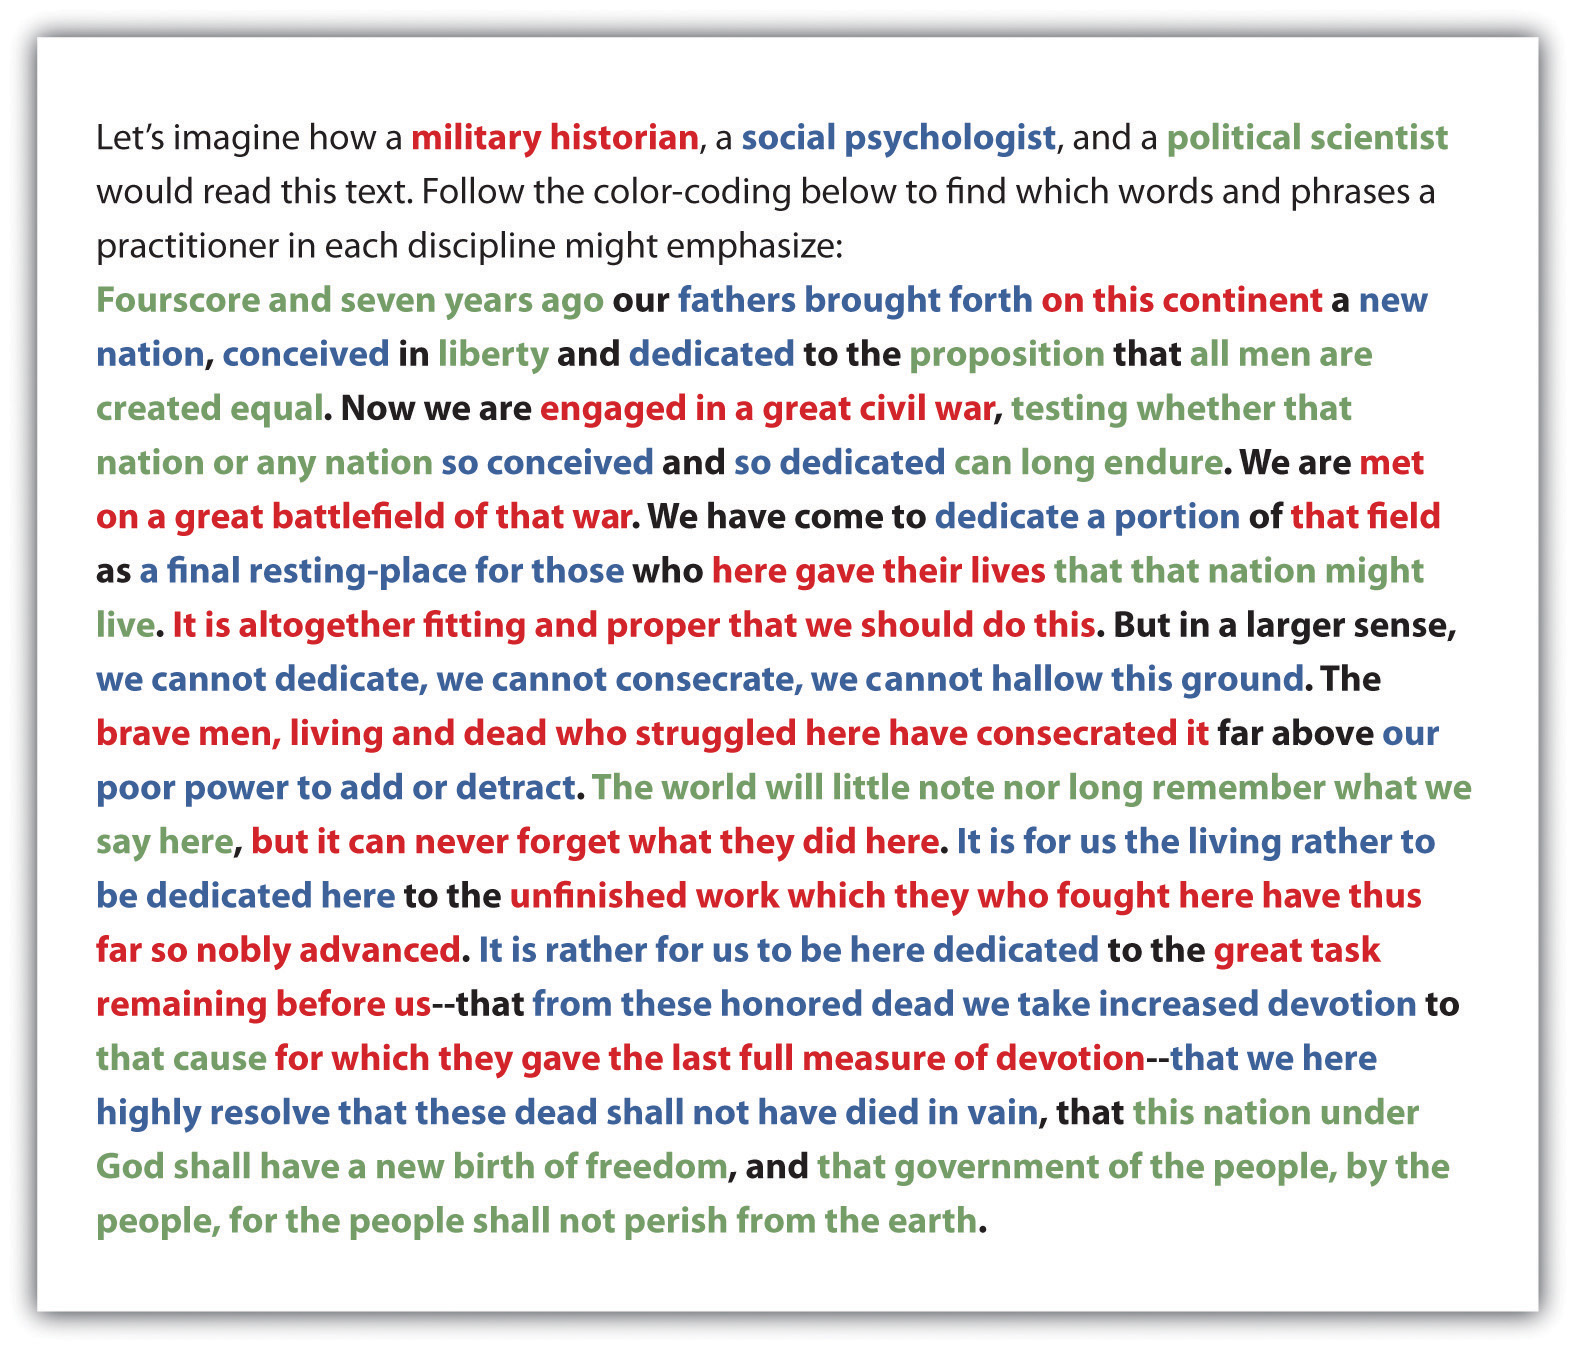 Let’s imagine how a military historian, a social psychologist, and a political scientist
would read this text. Follow the color-coding below to find which words and phrases a
practitioner in each discipline might emphasize:
Fourscore and seven years ago our fathers brought forth on this continent a new
nation, conceived in liberty and dedicated to the proposition that all men are
created equal. Now we are engaged in a great civil war, testing whether that
nation or any nation so conceived and so dedicated can long endure. We are met
on a great battlefield of that war. We have come to dedicate a portion of that field
as a final resting-place for those who here gave their lives that that nation might
live. It is altogether fitting and proper that we should do this. But in a larger sense,
we cannot dedicate, we cannot consecrate, we cannot hallow this ground. The
brave men, living and dead who struggled here have consecrated it far above our
poor power to add or detract. The world will little note nor long remember what we
say here, but it can never forget what they did here. It is for us the living rather to
be dedicated here to the unfinished work which they who fought here have thus
far so nobly advanced. It is rather for us to be here dedicated to the great task
remaining before us--that from these honored dead we take increased devotion to
that cause for which they gave the last full measure of devotion--that we here
highly resolve that these dead shall not have died in vain, that this nation under
God shall have a new birth of freedom, and that government of the people, by the
people, for the people shall not perish from the earth.